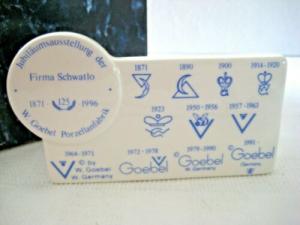 Jubiläumsausstellung der
Firma Schwatlo
1871 125 1996
W. Goebel Porzellanfabrik
1871 1890 1900 1914-1920
1923 1950-1956 1957-1963
1964-1971 1972-1978 1979-1990 1991-
© by
W. Goebel
W. Germany
Goebel
© Goebel
W. Germany
© Goebel
Germany